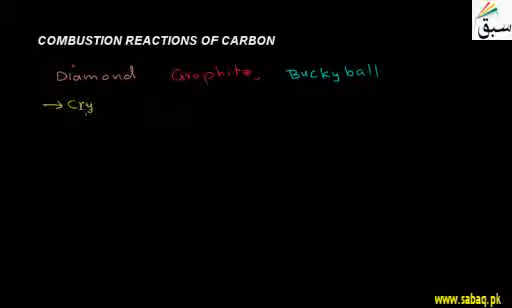 سبق
COMBUSTION REACTIONS OF CARBON
Diamond Graphite, Bucky ball
→ Cry
www.sabaq.pk